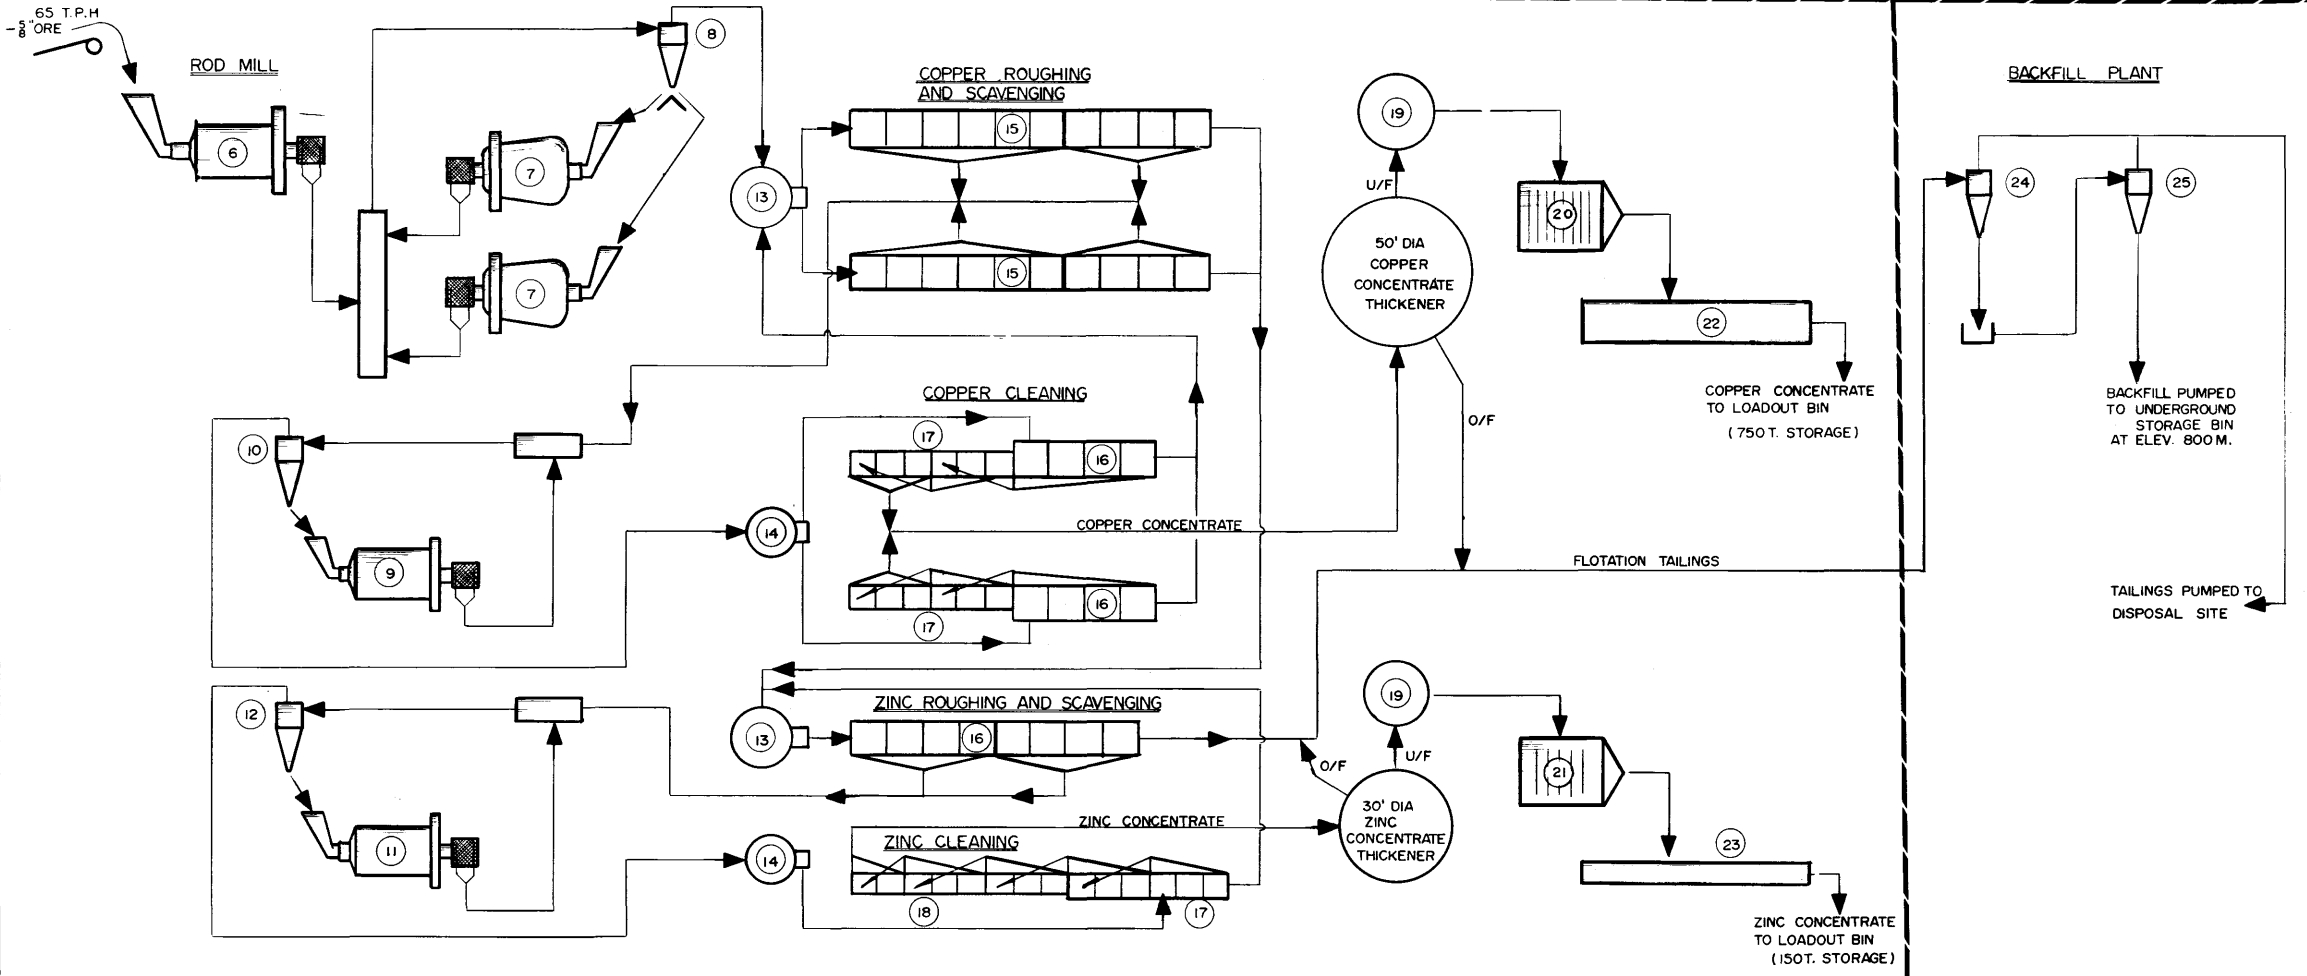 65 T.P.H
-5/8" ORE
ROD MILL
6
7
7
8
13
COPPER ROUGHING
AND SCAVENGING
15
15
19
U/F
50' DIA
COPPER
CONCENTRATE
THICKENER
O/F
20
22
COPPER CONCENTRATE
TO LOADOUT BIN
(750 T. STORAGE)
BACKFILL PLANT
24
25
BACKFILL PUMPED
TO UNDERGROUND
STORAGE BIN
AT ELEV. 800 M.
TAILINGS PUMPED TO
DISPOSAL SITE
10
9
14
COPPER CLEANING
17
16
COPPER CONCENTRATE
16
17
FLOTATION TAILINGS
12
11
13
ZINC ROUGHING AND SCAVENGING
16
14
ZINC CONCENTRATE
ZINC CLEANING
18
17
19
U/F
O/F
30' DIA
ZINC
CONCENTRATE
THICKENER
21
23
ZINC CONCENTRATE
TO LOADOUT BIN
(150T. STORAGE)